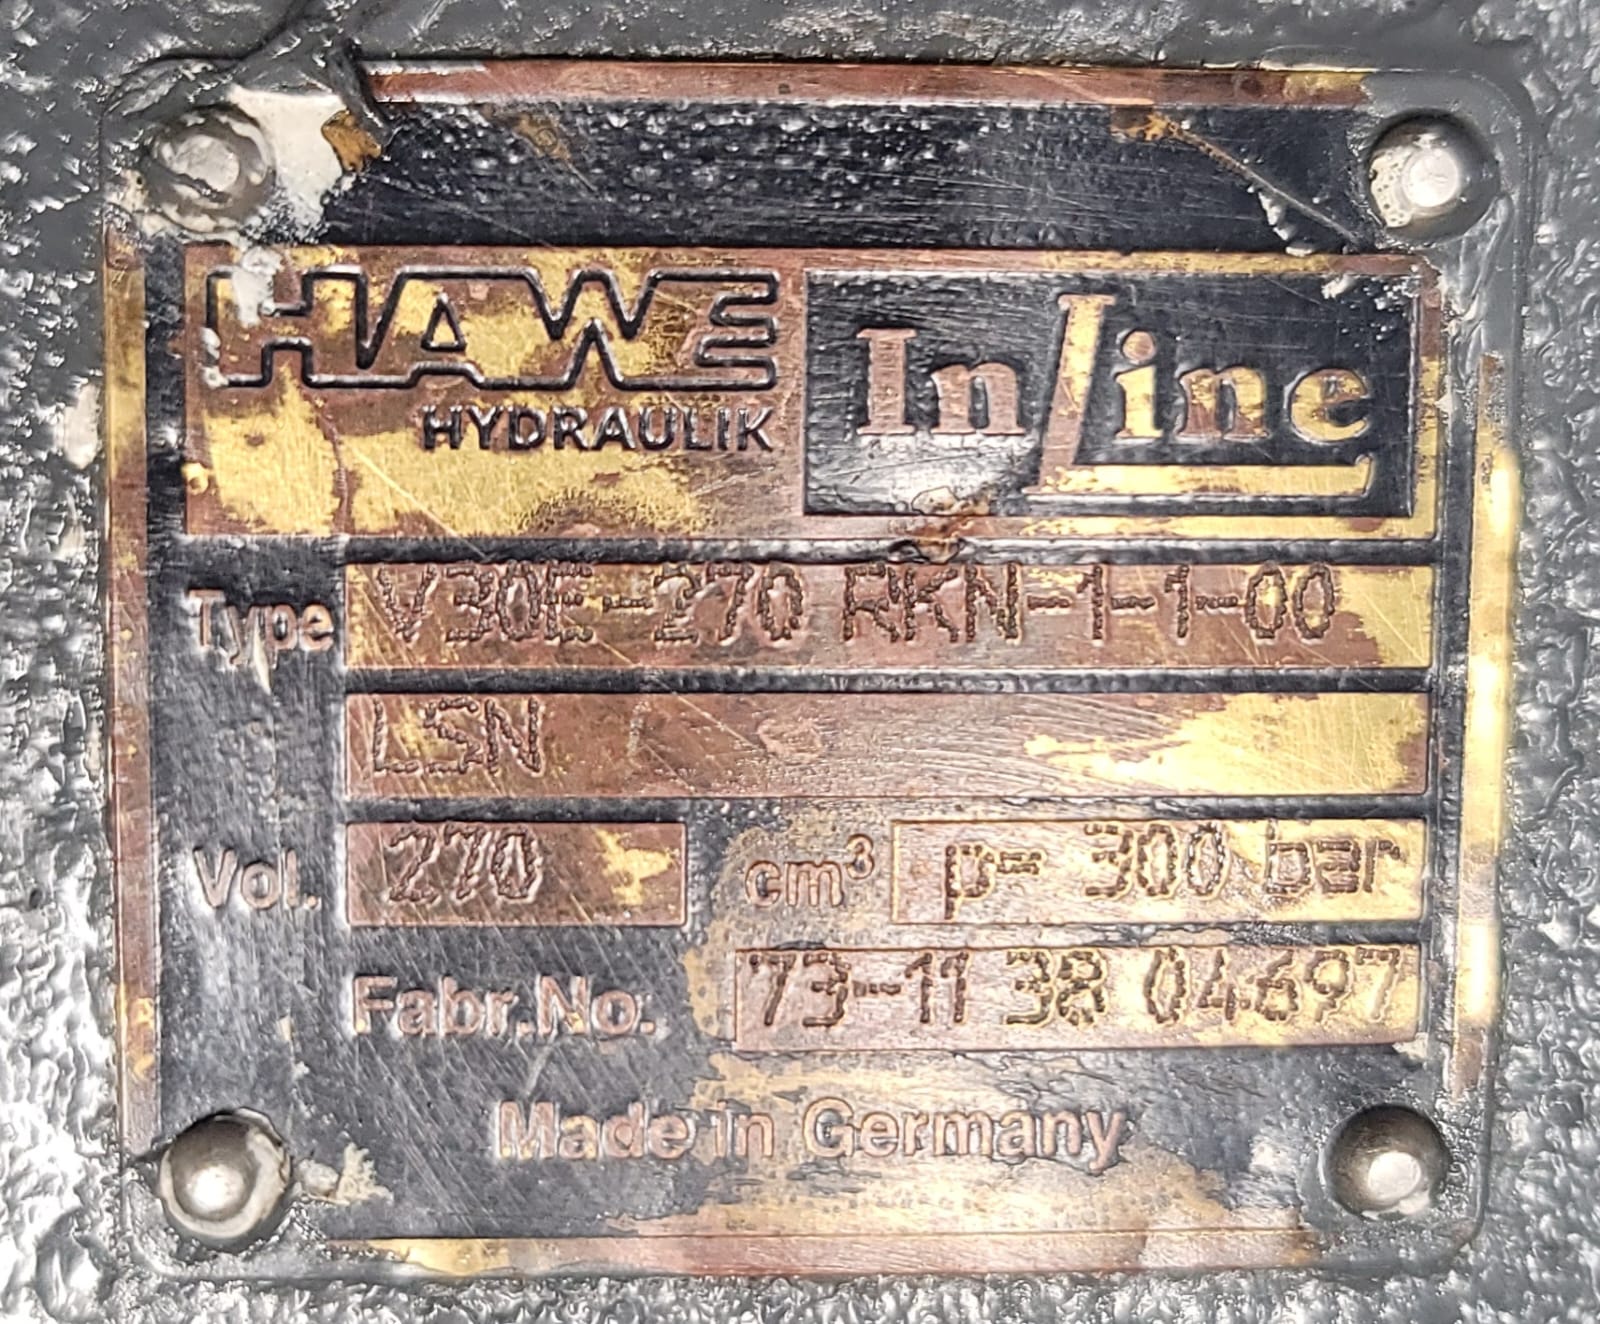 HAWE
HYDRAULIK
InLine
Type V30E-270 RKN-1-1-00
LSN
Vol. 270 cm³ p= 300 bar
Fabr.No. 73-11 38 04697
Made in Germany